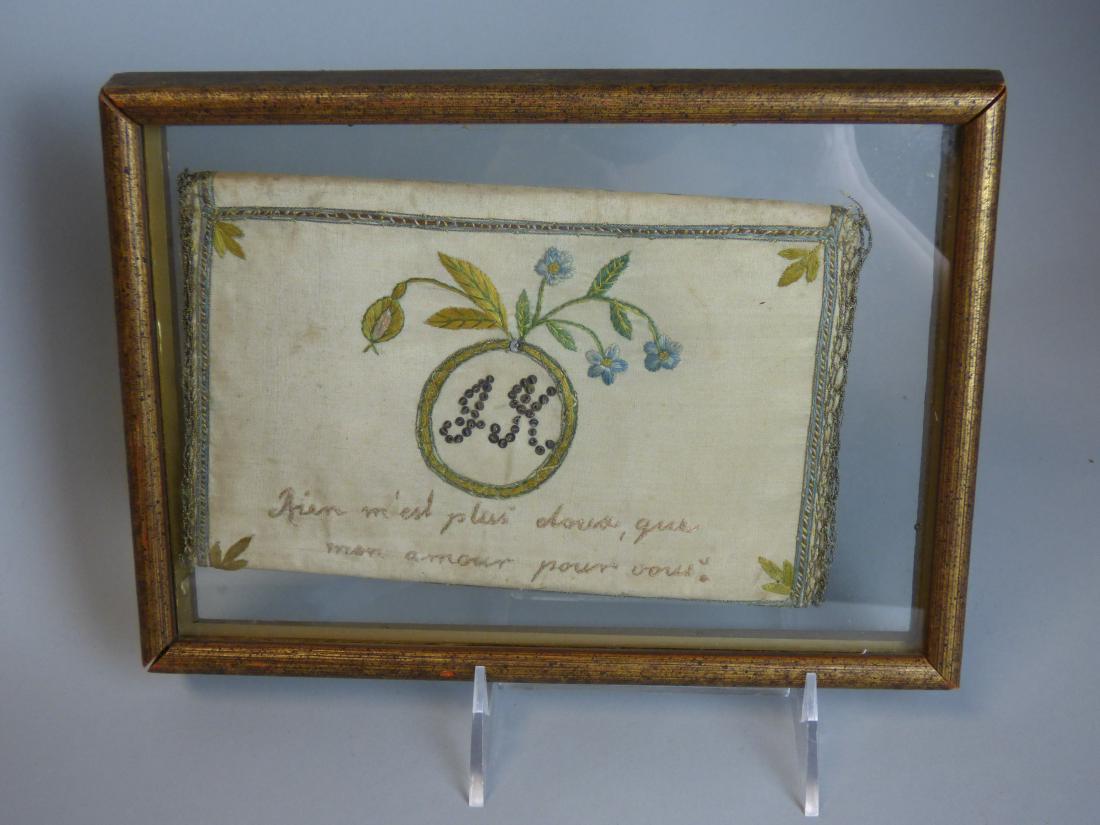 Rien m'est plus doux, que
mon amour pour vous.